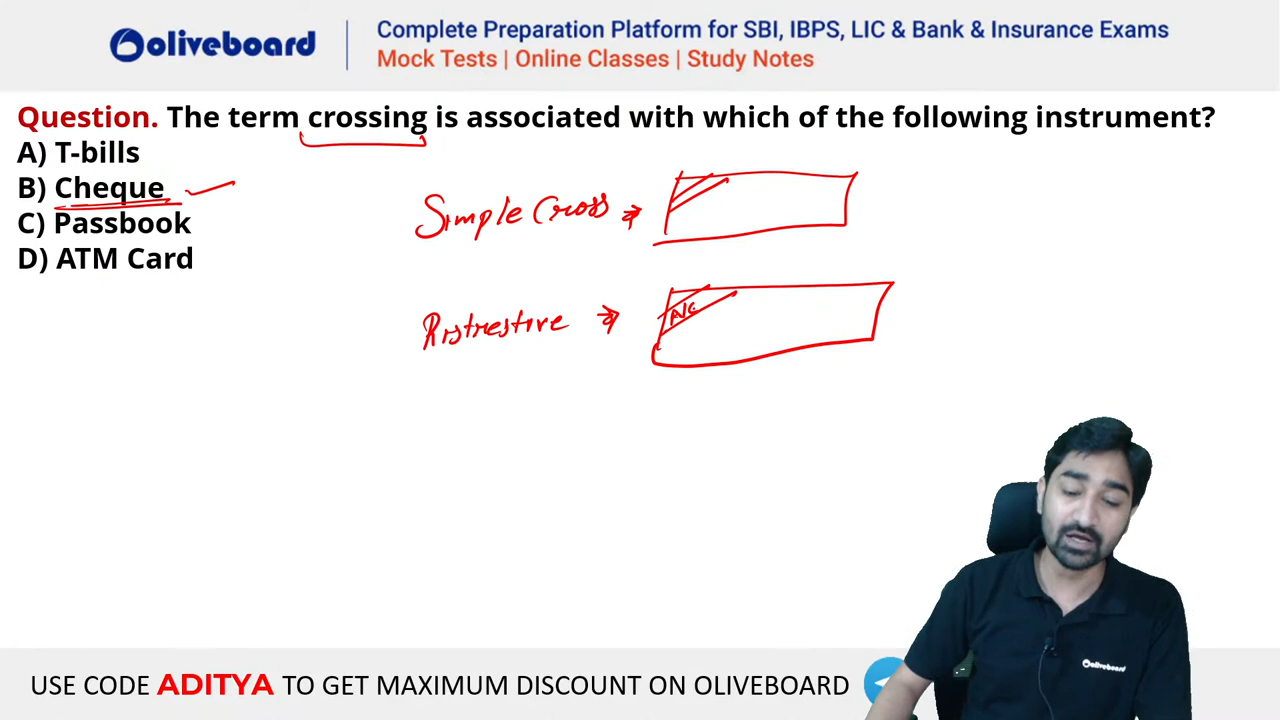 oliveboard
Complete Preparation Platform for SBI, IBPS, LIC & Bank & Insurance Exams
Mock Tests | Online Classes | Study Notes
Question. The term crossing is associated with which of the following instrument?
A) T-bills
B) Cheque
C) Passbook
D) ATM Card
Simple Cross
Ristrestive
A/c
oliveboard
USE CODE ADITYA TO GET MAXIMUM DISCOUNT ON OLIVEBOARD